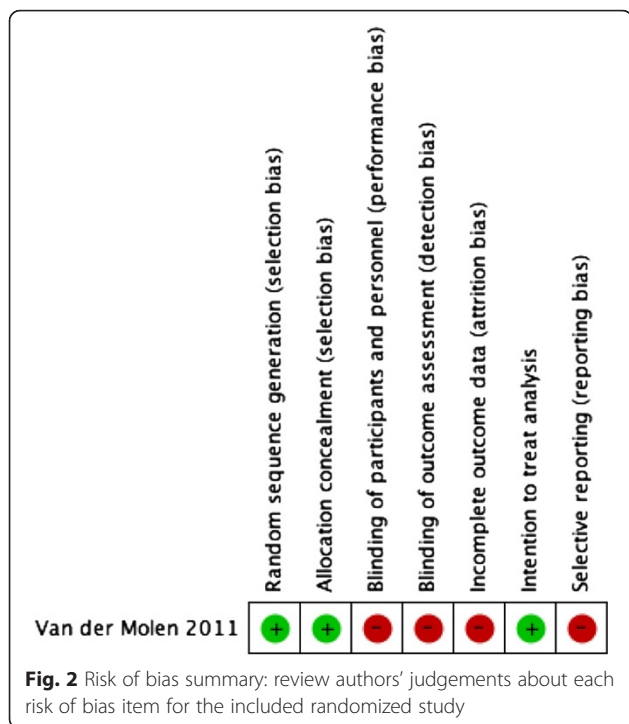 Random sequence generation (selection bias)
Allocation concealment (selection bias)
Blinding of participants and personnel (performance bias)
Blinding of outcome assessment (detection bias)
Incomplete outcome data (attrition bias)
Intention to treat analysis
Selective reporting (reporting bias)
Van der Molen 2011 + + - - - + -
Fig. 2 Risk of bias summary: review authors’ judgements about each
risk of bias item for the included randomized study